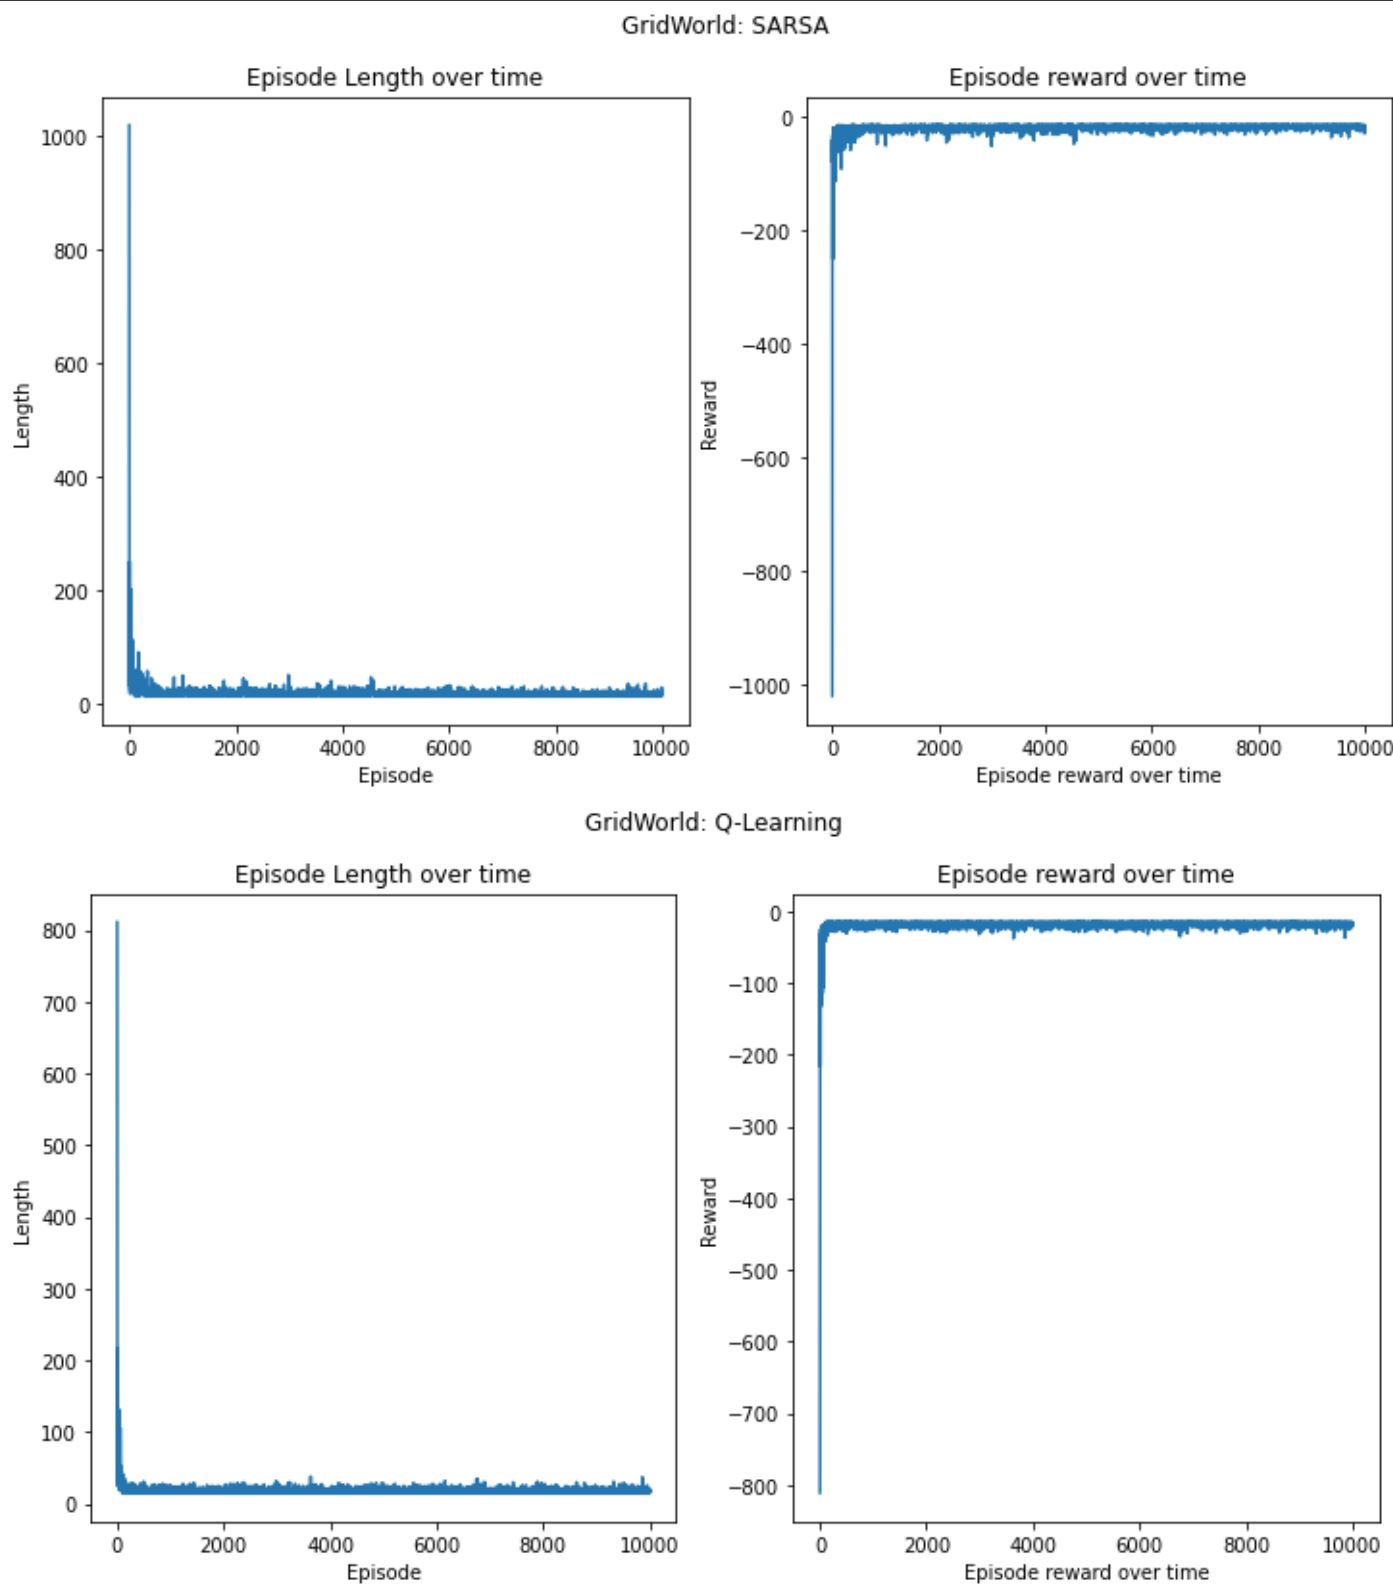 GridWorld: SARSA
Episode Length over time
Length
1000
800
600
400
200
0
0 2000 4000 6000 8000 10000
Episode
Episode reward over time
Reward
0
−200
−400
−600
−800
−1000
0 2000 4000 6000 8000 10000
Episode reward over time
GridWorld: Q-Learning
Episode Length over time
Length
800
700
600
500
400
300
200
100
0
0 2000 4000 6000 8000 10000
Episode
Episode reward over time
Reward
0
−100
−200
−300
−400
−500
−600
−700
−800
0 2000 4000 6000 8000 10000
Episode reward over time